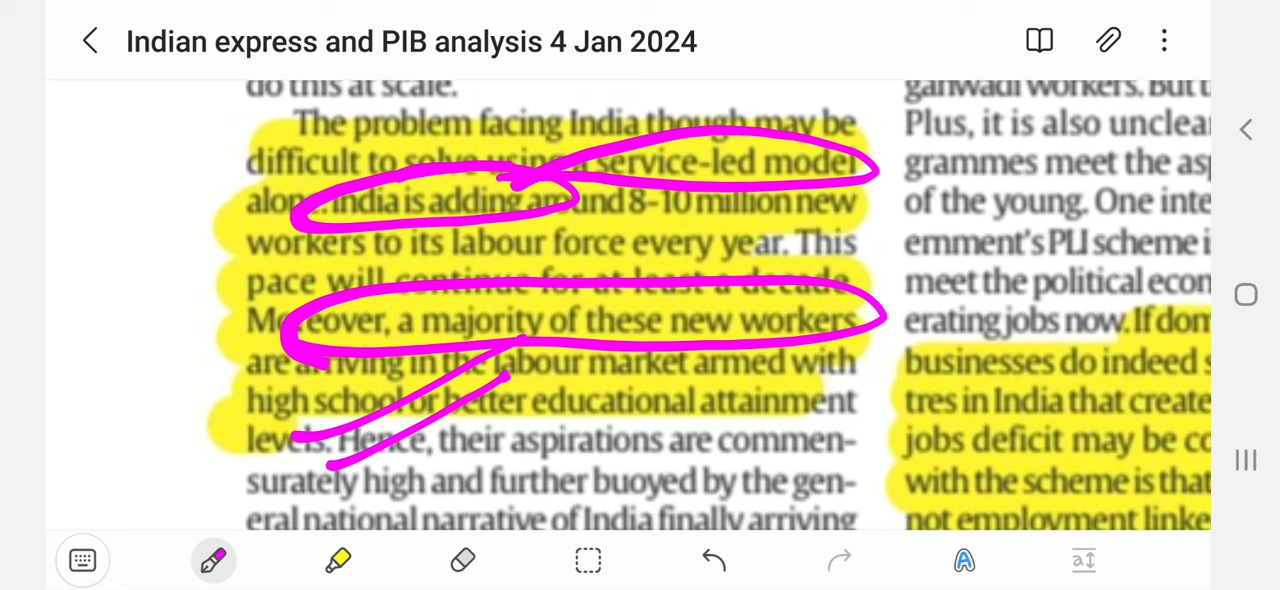 Indian express and PIB analysis 4 Jan 2024
do this at scale.
The problem facing India though may be
difficult to solve using a service-led model
alone. India is adding around 8-10 million new
workers to its labour force every year. This
pace will continue for at least a decade.
Moreover, a majority of these new workers
are arriving in the labour market armed with
high school or better educational attainment
levels. Hence, their aspirations are commen-
surately high and further buoyed by the gen-
eral national narrative of India finally arriving
ganwadi workers. But t
Plus, it is also unclea
grammes meet the as
of the young. One inte
ernment's PLI scheme i
meet the political econ
erating jobs now. If dom
businesses do indeed s
tres in India that create
jobs deficit may be co
with the scheme is that
not employment linke